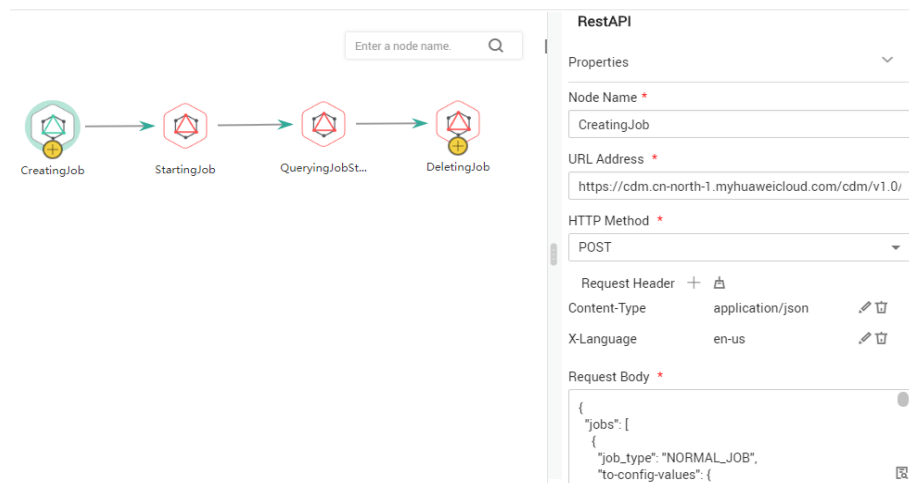 RestAPI
Enter a node name.
Properties
Node Name *
CreatingJob
URL Address *
https://cdm.cn-north-1.myhuaweicloud.com/cdm/v1.0/
HTTP Method *
POST
Request Header
Content-Type application/json
X-Language en-us
Request Body *
{
"jobs": [
{
"job_type": "NORMAL_JOB",
"to-config-values": {
CreatingJob
StartingJob
QueryingJobSt...
DeletingJob